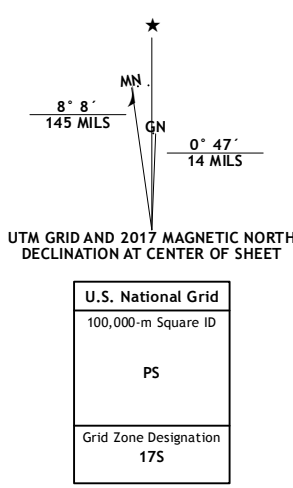 ★
MN
8° 8´
145 MILS
GN
0° 47´
14 MILS
UTM GRID AND 2017 MAGNETIC NORTH
DECLINATION AT CENTER OF SHEET
U.S. National Grid
100,000-m Square ID
PS
Grid Zone Designation
17S